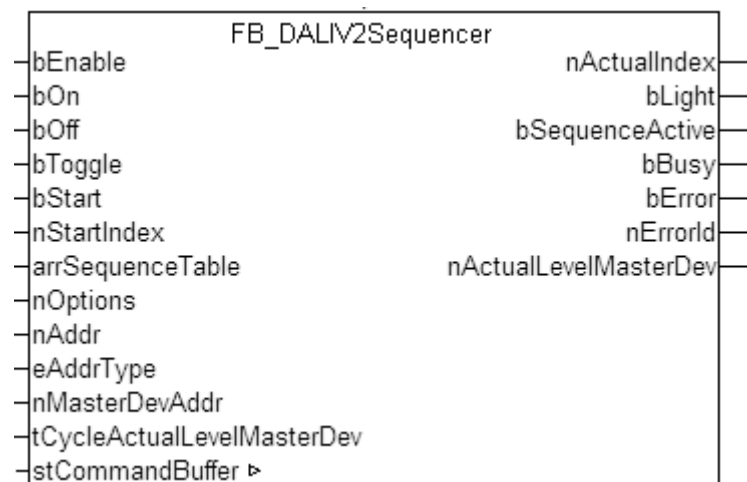 FB_DALIV2Sequencer
bEnable nActualIndex
bOn bLight
bOff bSequenceActive
bToggle bBusy
bStart bError
nStartIndex nErrorId
arrSequenceTable nActualLevelMasterDev
nOptions
nAddr
eAddrType
nMasterDevAddr
tCycleActualLevelMasterDev
stCommandBuffer ▹